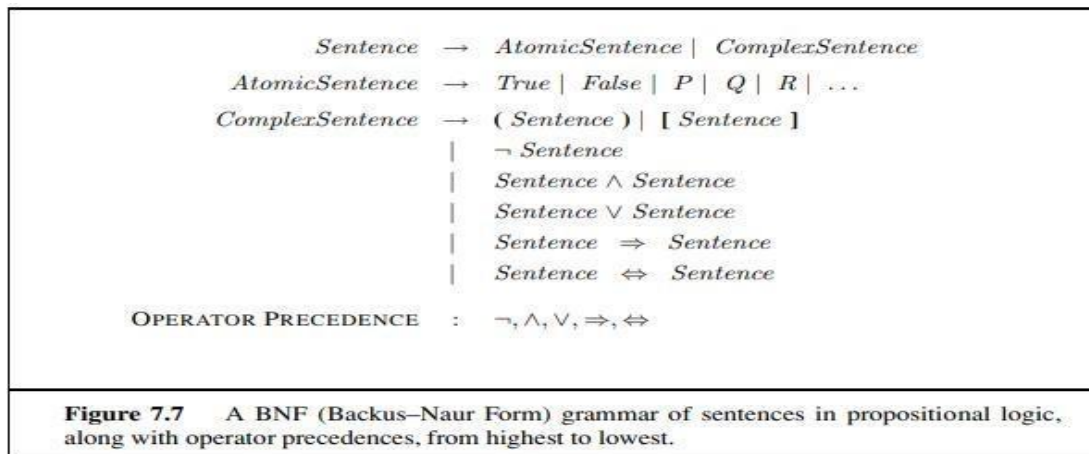 Sentence → AtomicSentence | ComplexSentence
AtomicSentence → True | False | P | Q | R | ...
ComplexSentence → ( Sentence ) | [ Sentence ]
| ¬ Sentence
| Sentence ∧ Sentence
| Sentence ∨ Sentence
| Sentence ⇒ Sentence
| Sentence ⇔ Sentence
OPERATOR PRECEDENCE : ¬, ∧, ∨, ⇒, ⇔
Figure 7.7 A BNF (Backus–Naur Form) grammar of sentences in propositional logic,
along with operator precedences, from highest to lowest.